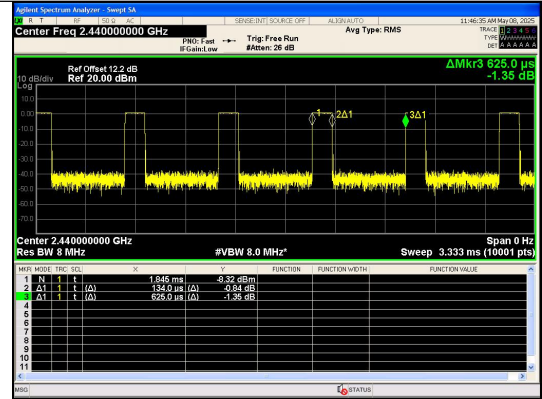 Agilent Spectrum Analyzer - Swept SA
R T RF 50 Ω AC SENSE:INT SOURCE OFF ALIGNAUTO 11:46:35 AM May 08, 2025
Center Freq 2.440000000 GHz Avg Type: RMS TRACE 1 2 3 4 5 6
PNO: Fast Trig: Free Run TYPE
IFGain:Low #Atten: 26 dB DET A A A A A A
ΔMkr3 625.0 µs
Ref Offset 12.2 dB
10 dB/div Ref 20.00 dBm -1.35 dB
Log
10.0
0.00 1 2Δ1 3Δ1
-10.0
-20.0
-30.0
-40.0
-50.0
-60.0
-70.0
Center 2.440000000 GHz Span 0 Hz
Res BW 8 MHz #VBW 8.0 MHz* Sweep 3.333 ms (10001 pts)
MKR MODE TRC SCL X Y FUNCTION FUNCTION WIDTH FUNCTION VALUE
1 N 1 t 1.845 ms -8.32 dBm
2 Δ1 1 t (Δ) 134.0 µs (Δ) -0.84 dB
3 Δ1 1 t (Δ) 625.0 µs (Δ) -1.35 dB
4
5
6
7
8
9
10
11
MSG STATUS